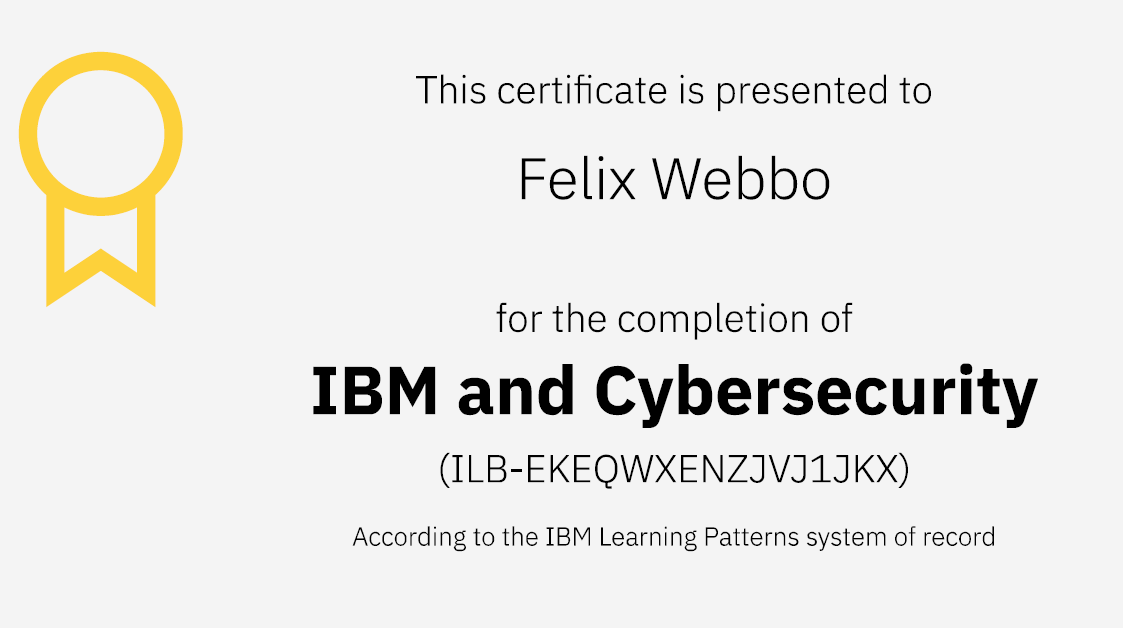 This certificate is presented to
Felix Webbo
for the completion of
IBM and Cybersecurity
(ILB-EKEQWXENZJVJ1JKX)
According to the IBM Learning Patterns system of record